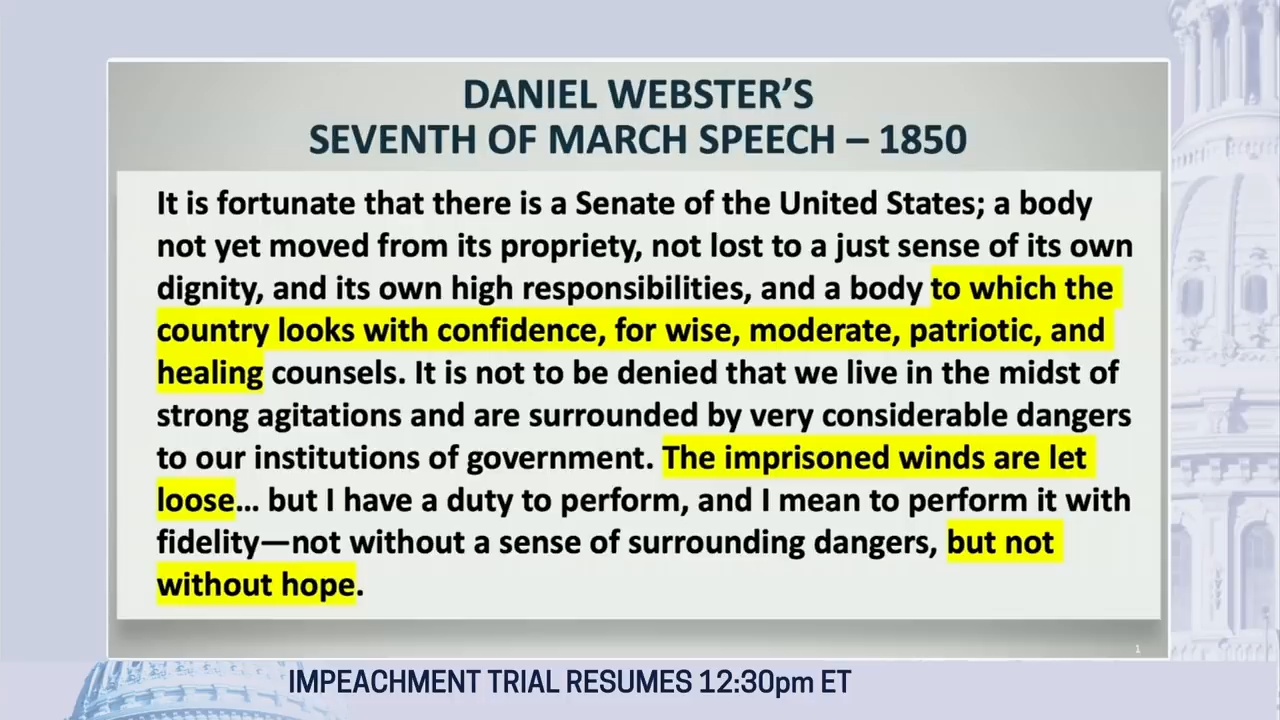 DANIEL WEBSTER’S
SEVENTH OF MARCH SPEECH – 1850
It is fortunate that there is a Senate of the United States; a body
not yet moved from its propriety, not lost to a just sense of its own
dignity, and its own high responsibilities, and a body to which the
country looks with confidence, for wise, moderate, patriotic, and
healing counsels. It is not to be denied that we live in the midst of
strong agitations and are surrounded by very considerable dangers
to our institutions of government. The imprisoned winds are let
loose… but I have a duty to perform, and I mean to perform it with
fidelity—not without a sense of surrounding dangers, but not
without hope.
1
IMPEACHMENT TRIAL RESUMES 12:30pm ET